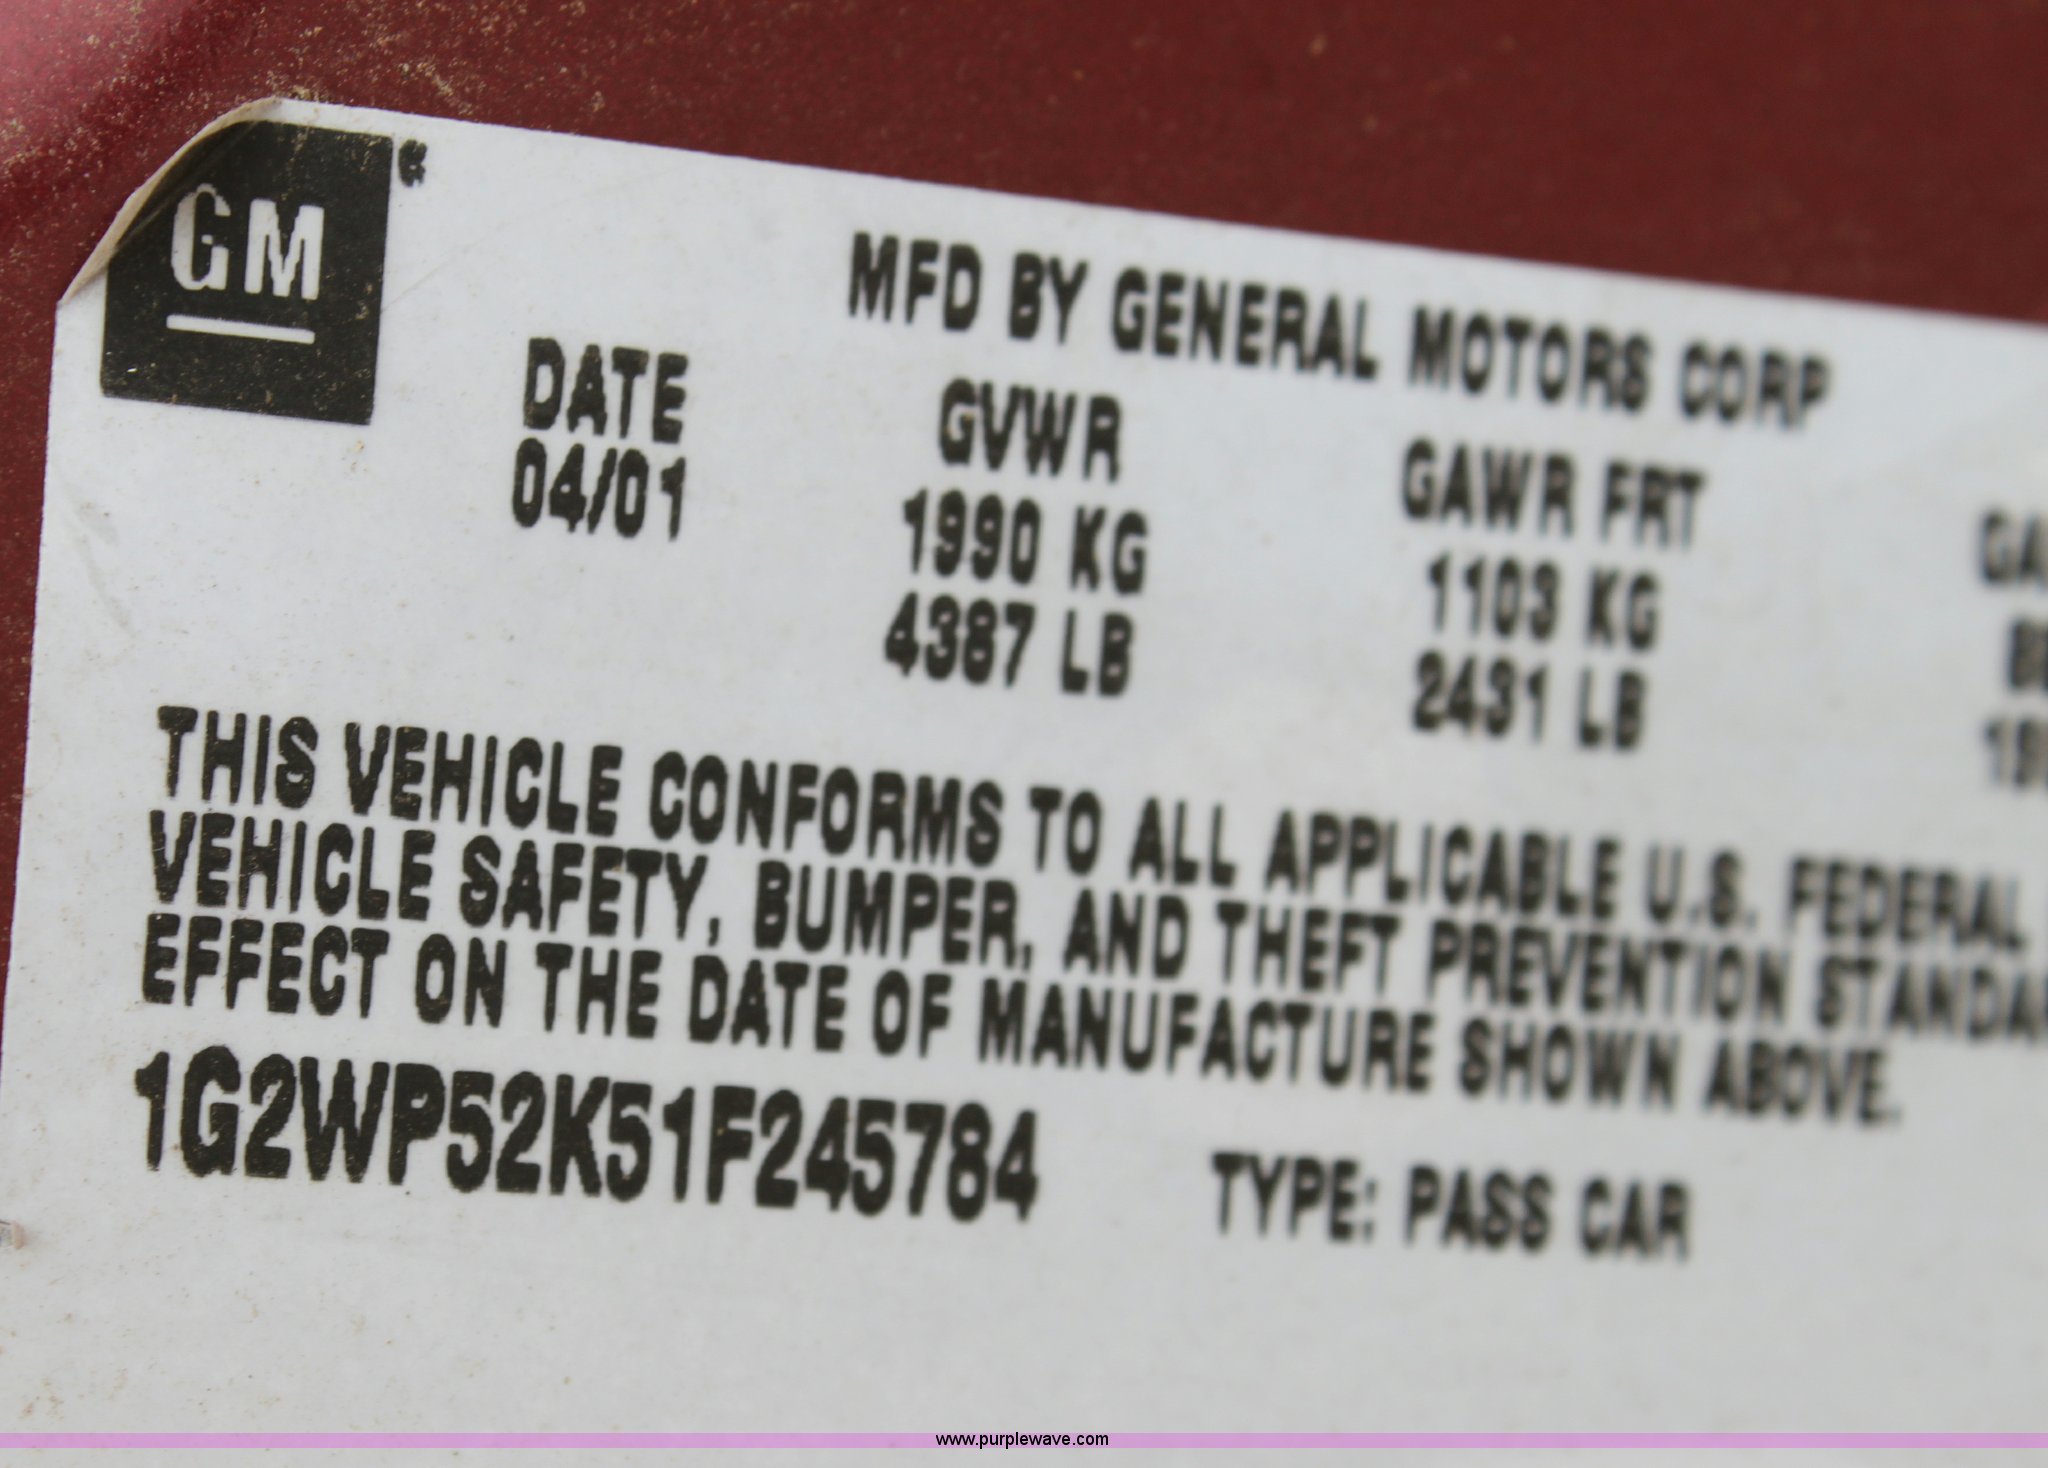 GM
MFD BY GENERAL MOTORS CORP
DATE GVWR GAWR FRT
04/01 1990 KG 1103 KG
4387 LB 2431 LB
THIS VEHICLE CONFORMS TO ALL APPLICABLE U.S. FEDERAL
VEHICLE SAFETY, BUMPER, AND THEFT PREVENTION
EFFECT ON THE DATE OF MANUFACTURE SHOWN ABOVE.
1G2WP52K51F245784 TYPE: PASS CAR
www.purplewave.com